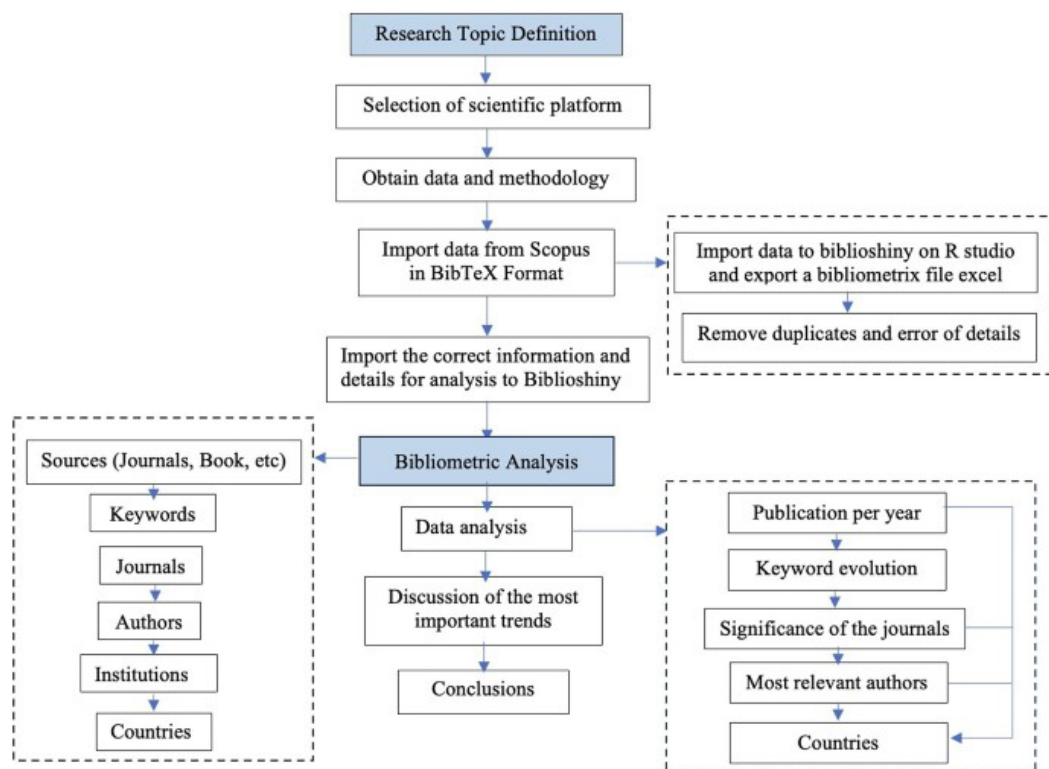 Research Topic Definition
Selection of scientific platform
Obtain data and methodology
Import data from Scopus
in BibTeX Format
Import data to biblioshiny on R studio
and export a bibliometrix file excel
Remove duplicates and error of details
Import the correct information and
details for analysis to Biblioshiny
Bibliometric Analysis
Sources (Journals, Book, etc)
Keywords
Journals
Authors
Institutions
Countries
Data analysis
Discussion of the most
important trends
Conclusions
Publication per year
Keyword evolution
Significance of the journals
Most relevant authors
Countries